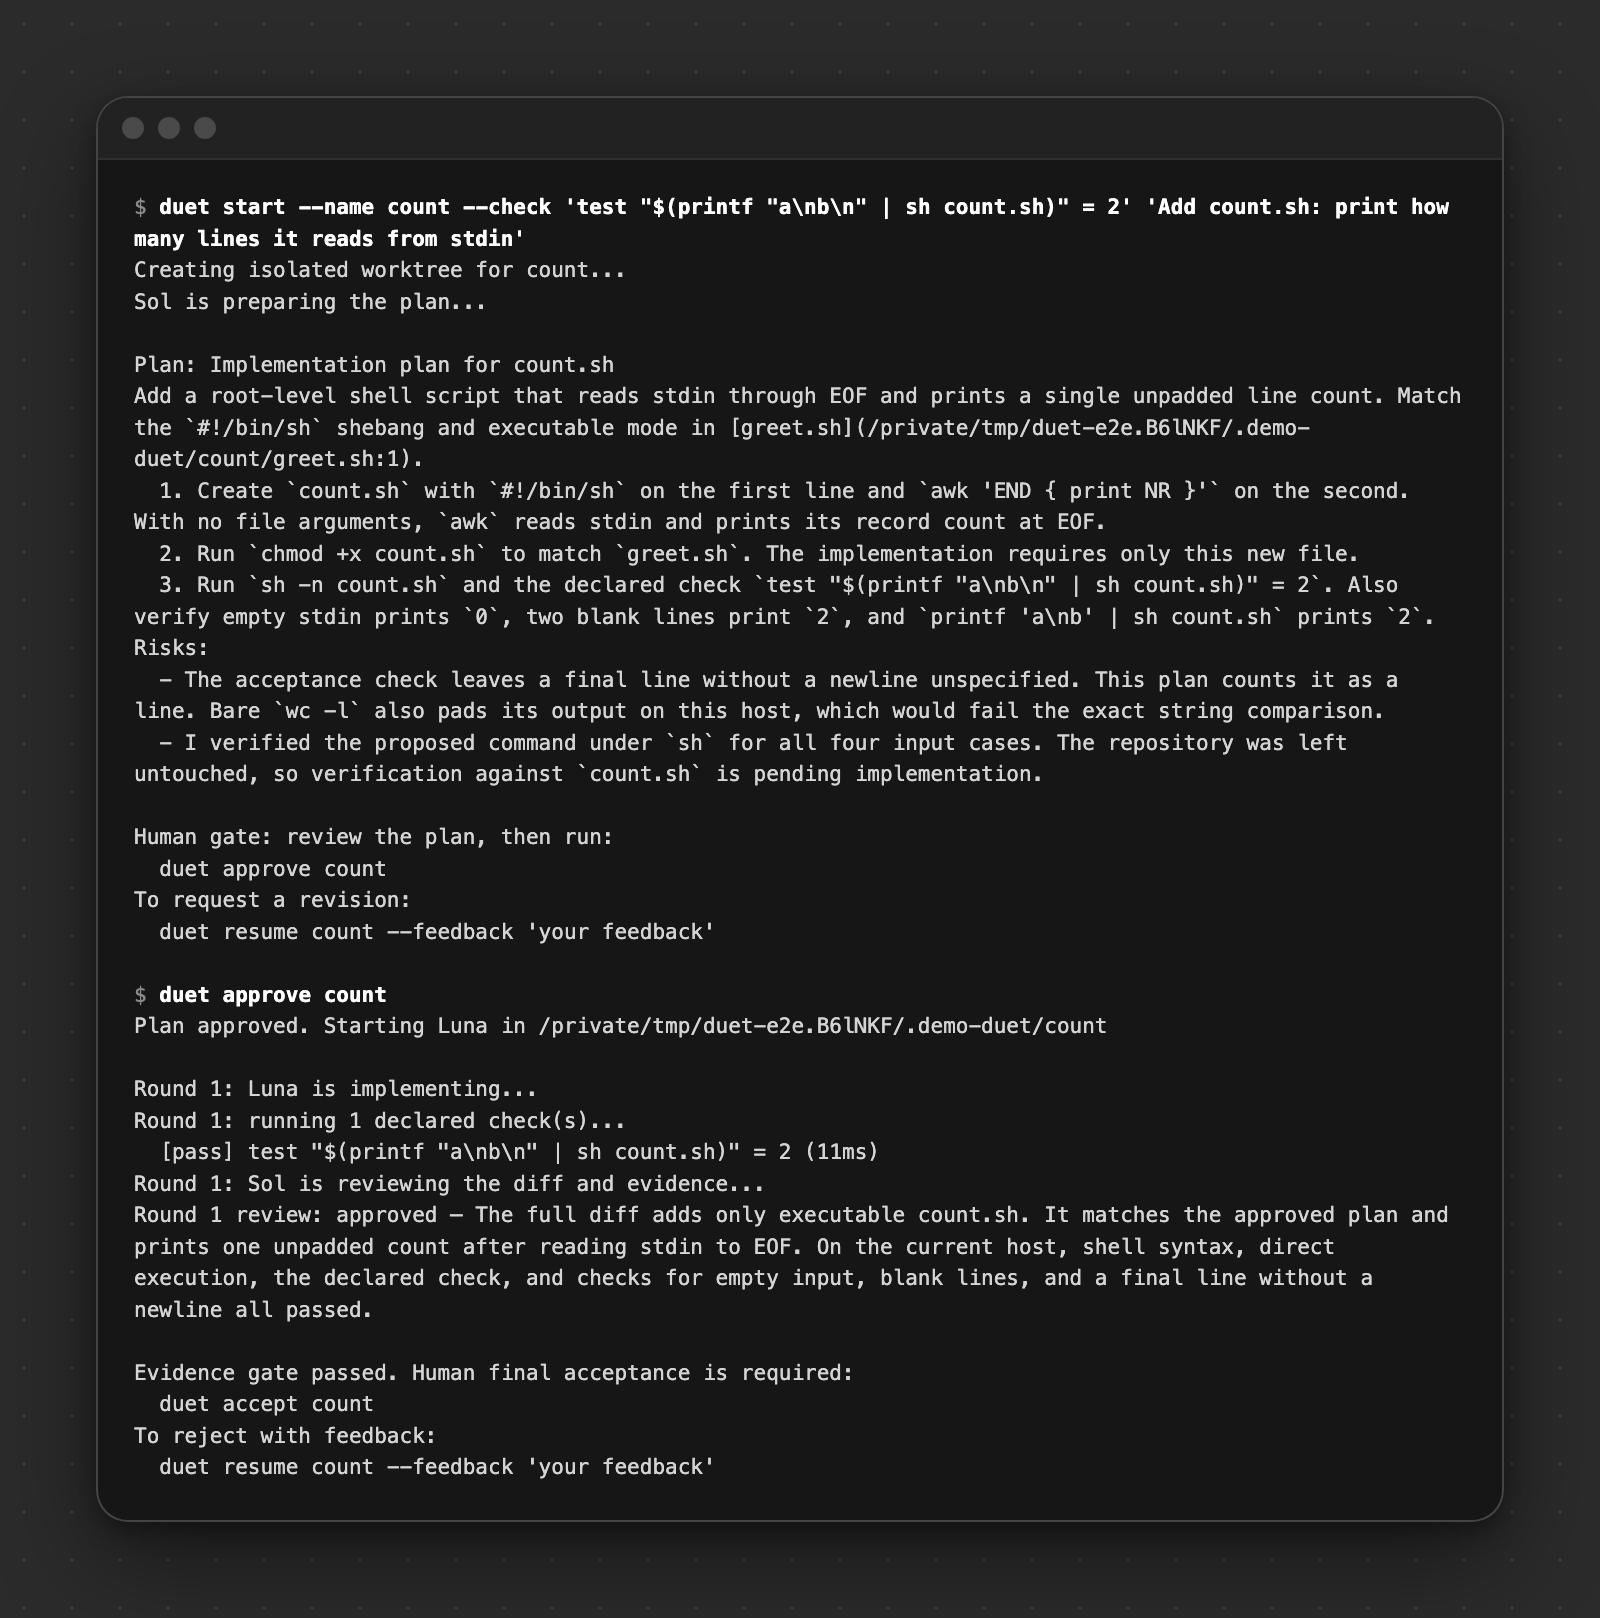 $ duet start --name count --check 'test "$(printf "a\nb\n" | sh count.sh)" = 2' 'Add count.sh: print how
many lines it reads from stdin'
Creating isolated worktree for count...
Sol is preparing the plan...

Plan: Implementation plan for count.sh
Add a root-level shell script that reads stdin through EOF and prints a single unpadded line count. Match
the `#!/bin/sh` shebang and executable mode in [greet.sh](/private/tmp/duet-e2e.B6lNKF/.demo-
duet/count/greet.sh:1).
  1. Create `count.sh` with `#!/bin/sh` on the first line and `awk 'END { print NR }'` on the second.
With no file arguments, `awk` reads stdin and prints its record count at EOF.
  2. Run `chmod +x count.sh` to match `greet.sh`. The implementation requires only this new file.
  3. Run `sh -n count.sh` and the declared check `test "$(printf "a\nb\n" | sh count.sh)" = 2`. Also
verify empty stdin prints `0`, two blank lines print `2`, and `printf 'a\nb' | sh count.sh` prints `2`.
Risks:
  - The acceptance check leaves a final line without a newline unspecified. This plan counts it as a
line. Bare `wc -l` also pads its output on this host, which would fail the exact string comparison.
  - I verified the proposed command under `sh` for all four input cases. The repository was left
untouched, so verification against `count.sh` is pending implementation.

Human gate: review the plan, then run:
  duet approve count
To request a revision:
  duet resume count --feedback 'your feedback'

$ duet approve count
Plan approved. Starting Luna in /private/tmp/duet-e2e.B6lNKF/.demo-duet/count

Round 1: Luna is implementing...
Round 1: running 1 declared check(s)...
  [pass] test "$(printf "a\nb\n" | sh count.sh)" = 2 (11ms)
Round 1: Sol is reviewing the diff and evidence...
Round 1 review: approved — The full diff adds only executable count.sh. It matches the approved plan and
prints one unpadded count after reading stdin to EOF. On the current host, shell syntax, direct
execution, the declared check, and checks for empty input, blank lines, and a final line without a
newline all passed.

Evidence gate passed. Human final acceptance is required:
  duet accept count
To reject with feedback:
  duet resume count --feedback 'your feedback'